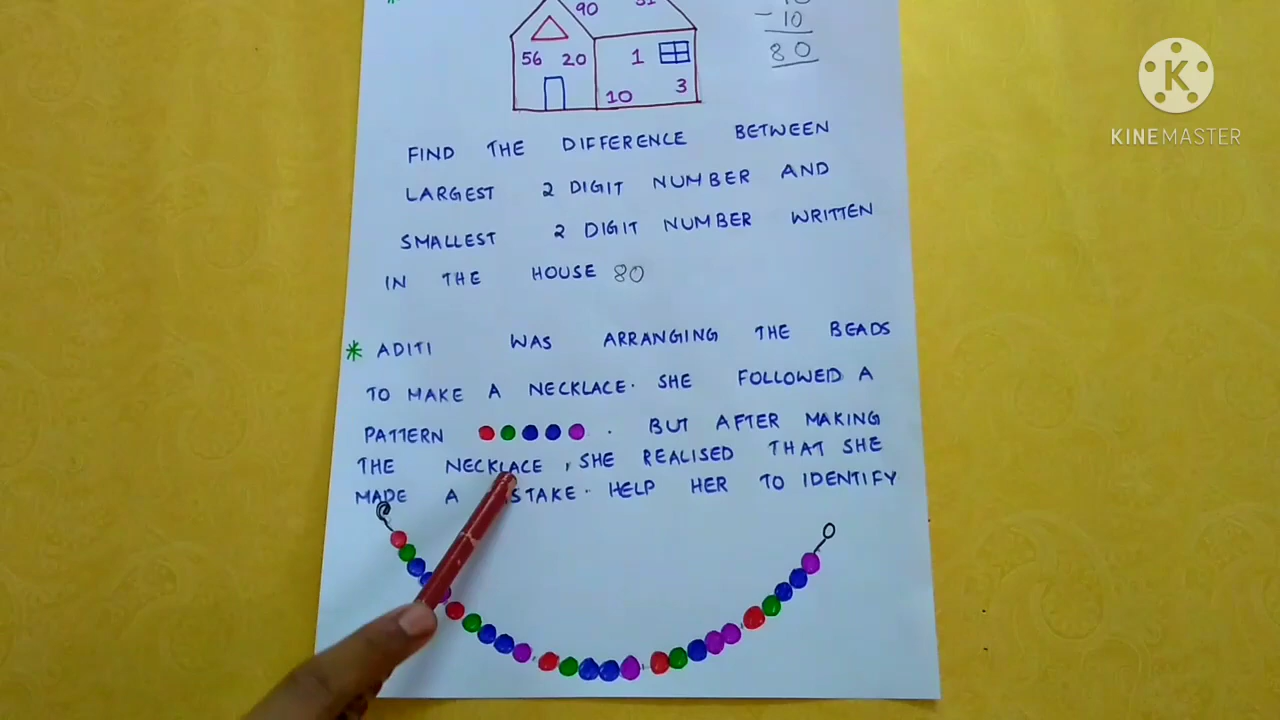 90
- 10
80
56 20 1
10 3
K
KINEMASTER
FIND THE DIFFERENCE BETWEEN
LARGEST 2 DIGIT NUMBER AND
SMALLEST 2 DIGIT NUMBER WRITTEN
IN THE HOUSE 80
* ADITI WAS ARRANGING THE BEADS
TO MAKE A NECKLACE. SHE FOLLOWED A
PATTERN . BUT AFTER MAKING
THE NECKLACE, SHE REALISED THAT SHE
MADE A STAKE. HELP HER TO IDENTIFY